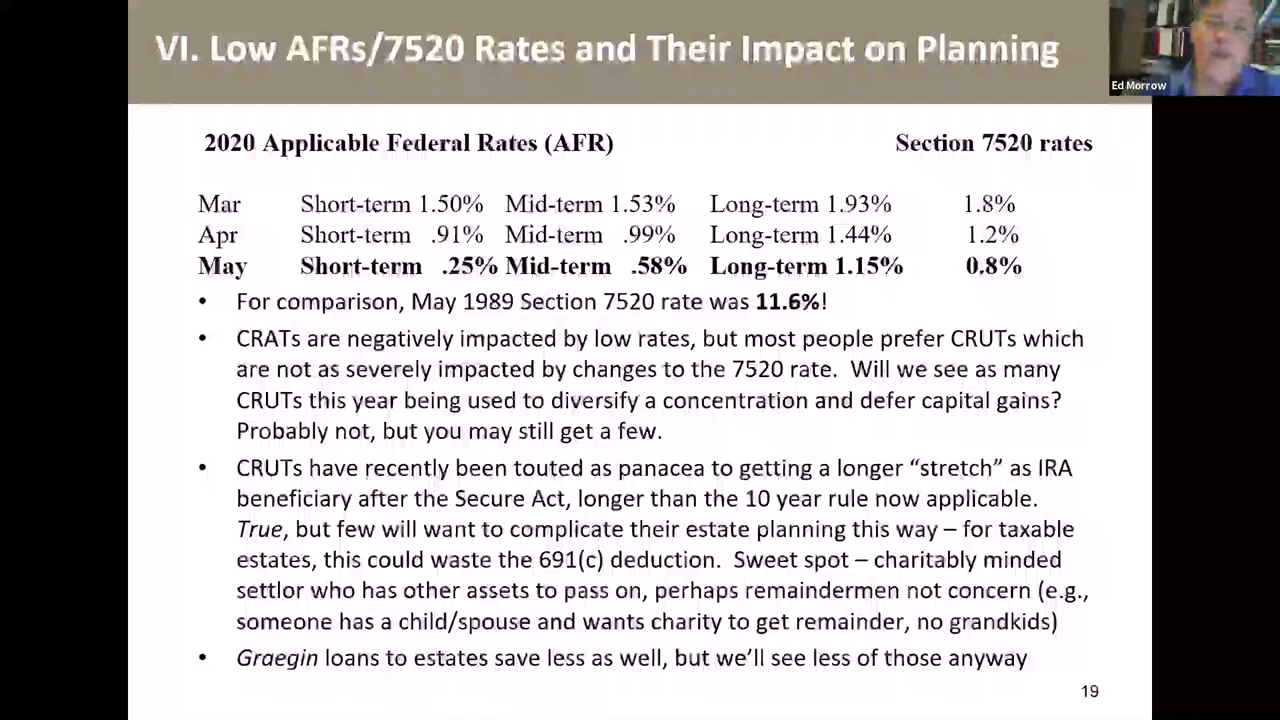 VI. Low AFRs/7520 Rates and Their Impact on Planning
Ed Morrow
2020 Applicable Federal Rates (AFR) Section 7520 rates
Mar Short-term 1.50% Mid-term 1.53% Long-term 1.93% 1.8%
Apr Short-term .91% Mid-term .99% Long-term 1.44% 1.2%
May Short-term .25% Mid-term .58% Long-term 1.15% 0.8%
• For comparison, May 1989 Section 7520 rate was 11.6%!
• CRATs are negatively impacted by low rates, but most people prefer CRUTs which
are not as severely impacted by changes to the 7520 rate. Will we see as many
CRUTs this year being used to diversify a concentration and defer capital gains?
Probably not, but you may still get a few.
• CRUTs have recently been touted as panacea to getting a longer “stretch” as IRA
beneficiary after the Secure Act, longer than the 10 year rule now applicable.
True, but few will want to complicate their estate planning this way – for taxable
estates, this could waste the 691(c) deduction. Sweet spot – charitably minded
settlor who has other assets to pass on, perhaps remaindermen not concern (e.g.,
someone has a child/spouse and wants charity to get remainder, no grandkids)
• Graegin loans to estates save less as well, but we’ll see less of those anyway
19